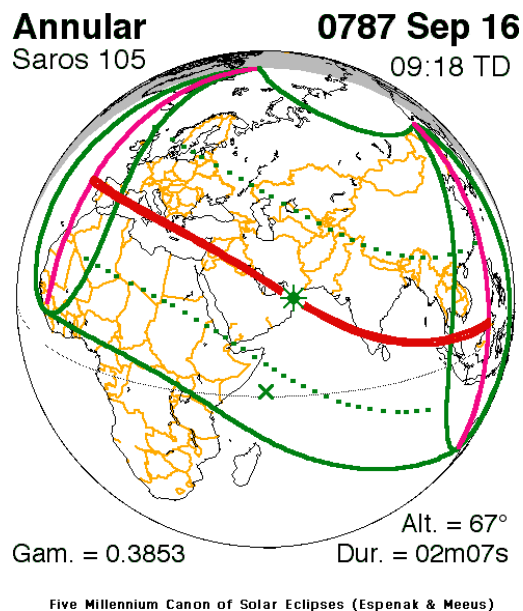 Annular 0787 Sep 16
Saros 105 09:18 TD
Alt. = 67°
Gam. = 0.3853 Dur. = 02m07s
Five Millennium Canon of Solar Eclipses (Espenak & Meeus)